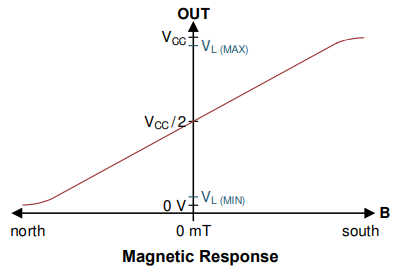 OUT
VCC
VL (MAX)
VCC / 2
VL (MIN)
0 V
B
north
0 mT
south
Magnetic Response